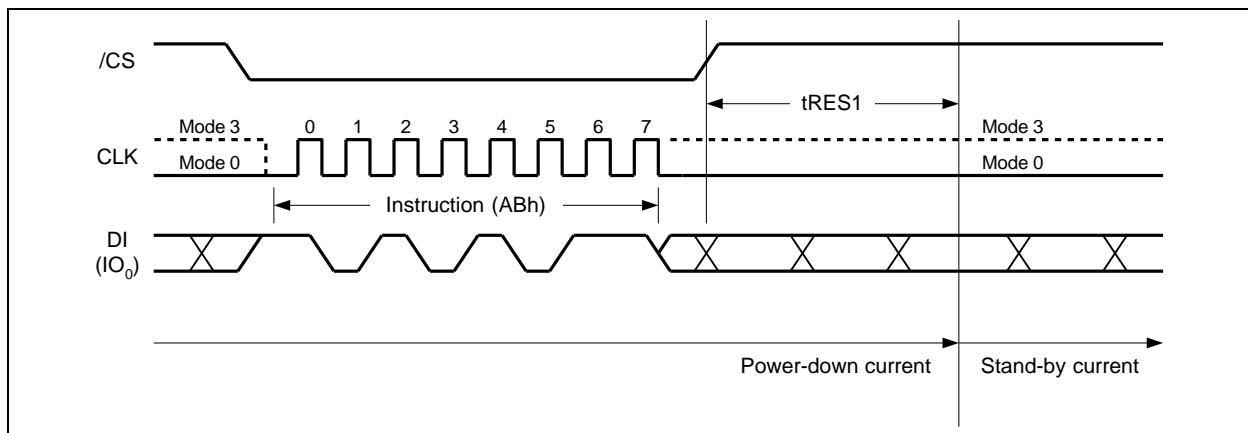 /CS
tRES1
Mode 3 0 1 2 3 4 5 6 7 Mode 3
CLK
Mode 0 Mode 0
Instruction (ABh)
DI
(IO0)
Power-down current Stand-by current